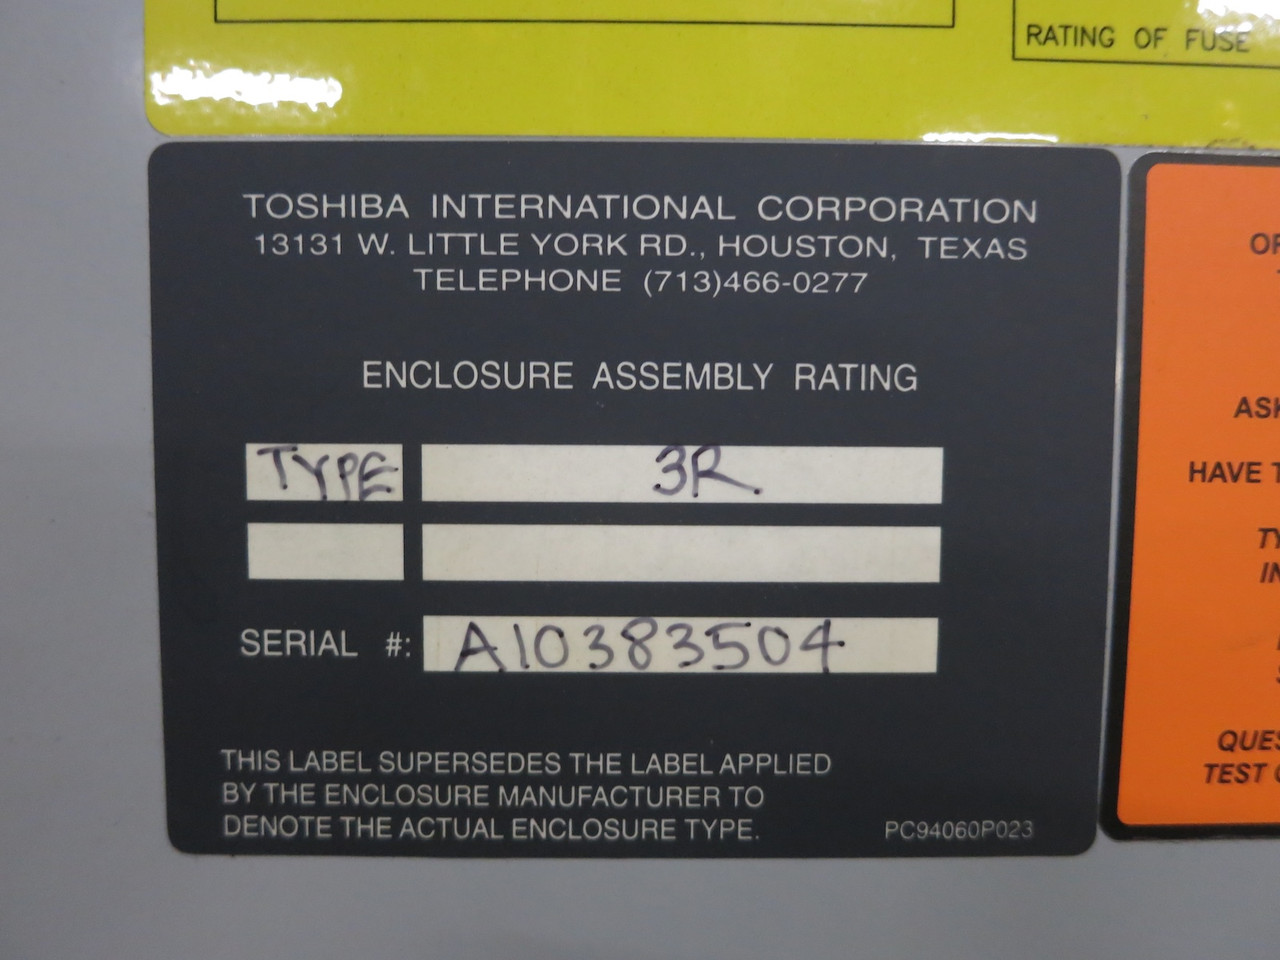 RATING OF FUSE
TOSHIBA INTERNATIONAL CORPORATION
13131 W. LITTLE YORK RD., HOUSTON, TEXAS
TELEPHONE (713)466-0277
ENCLOSURE ASSEMBLY RATING
TYPE 3R
SERIAL #: A10383504
THIS LABEL SUPERSEDES THE LABEL APPLIED
BY THE ENCLOSURE MANUFACTURER TO
DENOTE THE ACTUAL ENCLOSURE TYPE.
PC94060P023
HAVE
TEST